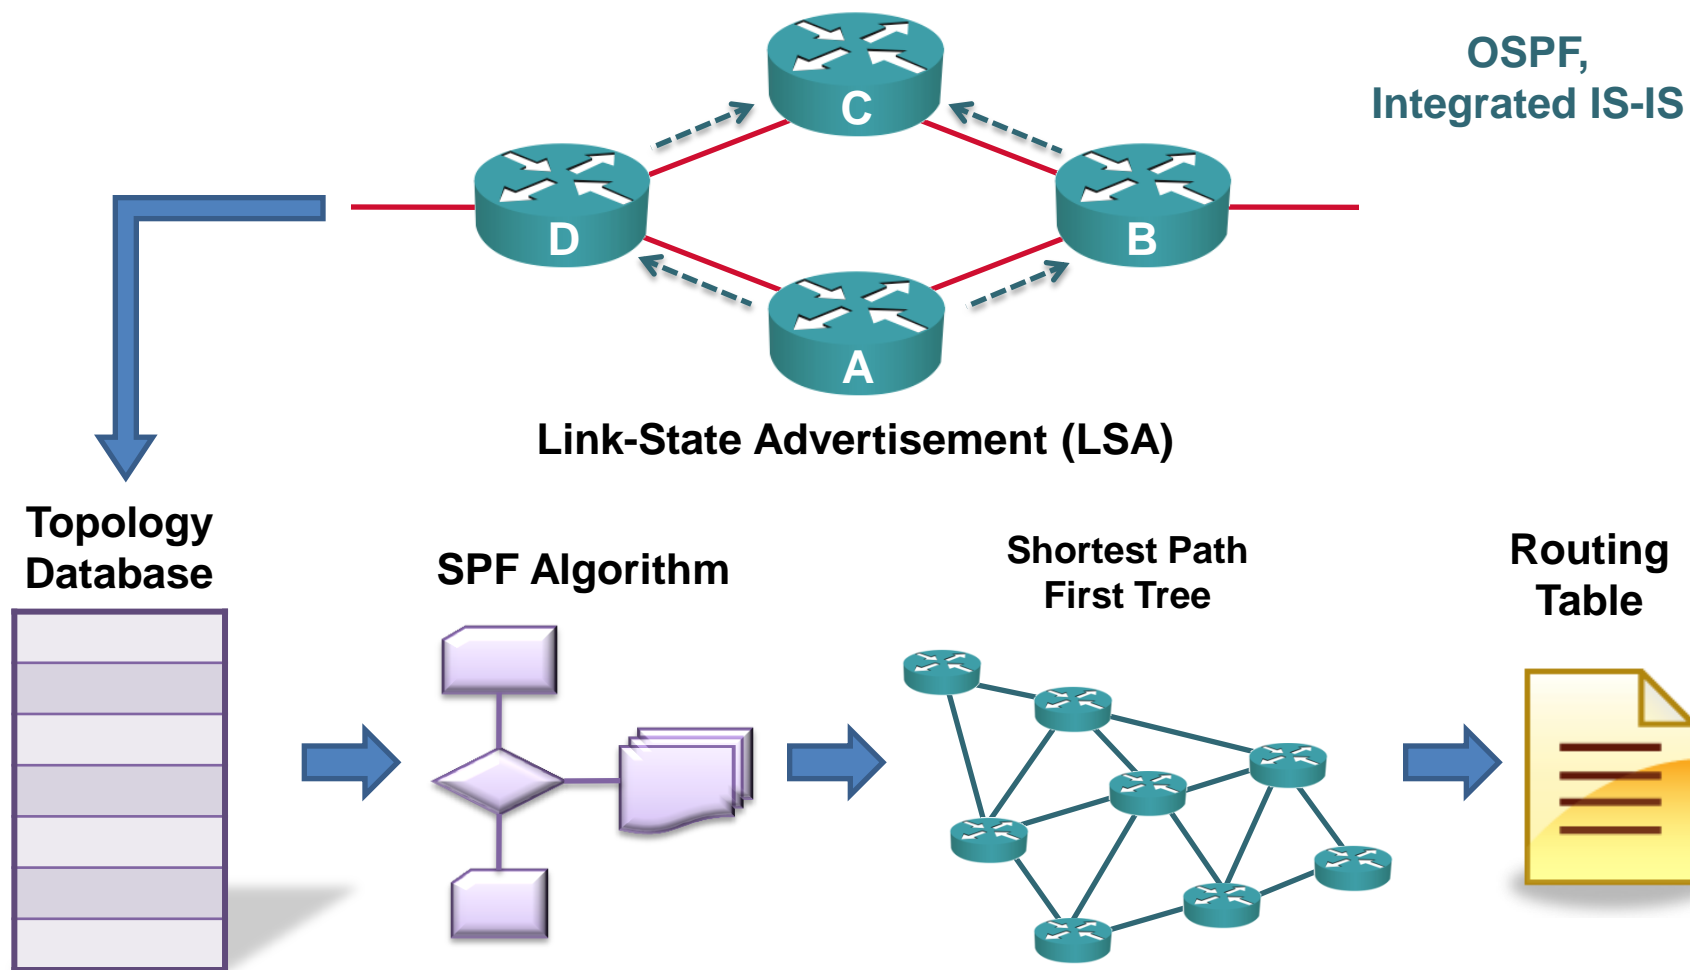 C
OSPF,
Integrated IS-IS
D
B
A
Link-State Advertisement (LSA)
Topology
Database
SPF Algorithm
Shortest Path
First Tree
Routing
Table